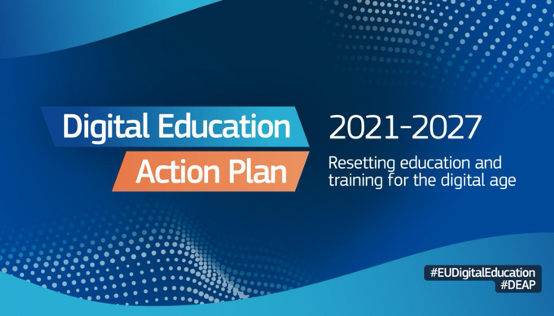 Digital Education
Action Plan
2021-2027
Resetting education and
training for the digital age
#EUDigitalEducation
#DEAP